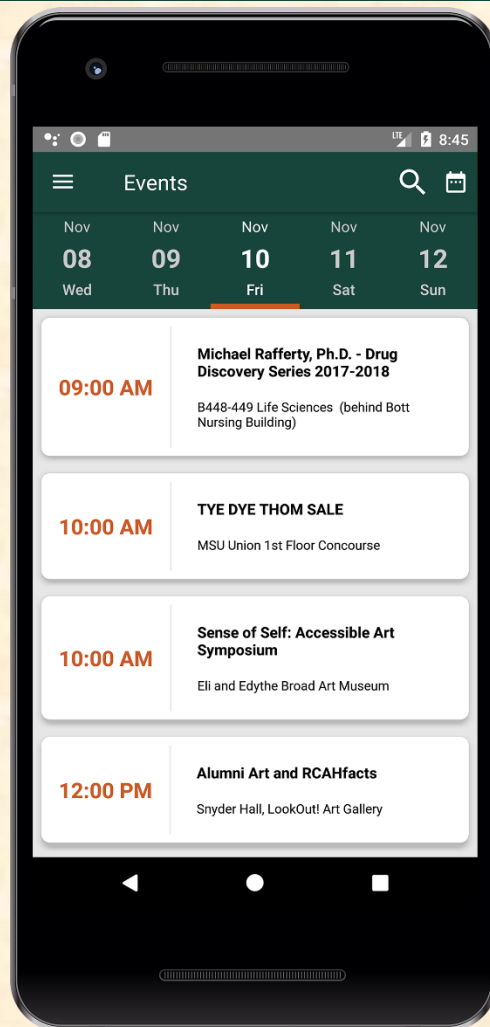 LTE 8:45
Events
Nov Nov Nov Nov Nov
08 09 10 11 12
Wed Thu Fri Sat Sun
09:00 AM
Michael Rafferty, Ph.D. - Drug
Discovery Series 2017-2018
B448-449 Life Sciences (behind Bott
Nursing Building)
10:00 AM
TYE DYE THOM SALE
MSU Union 1st Floor Concourse
10:00 AM
Sense of Self: Accessible Art
Symposium
Eli and Edythe Broad Art Museum
12:00 PM
Alumni Art and RCAHfacts
Snyder Hall, LookOut! Art Gallery